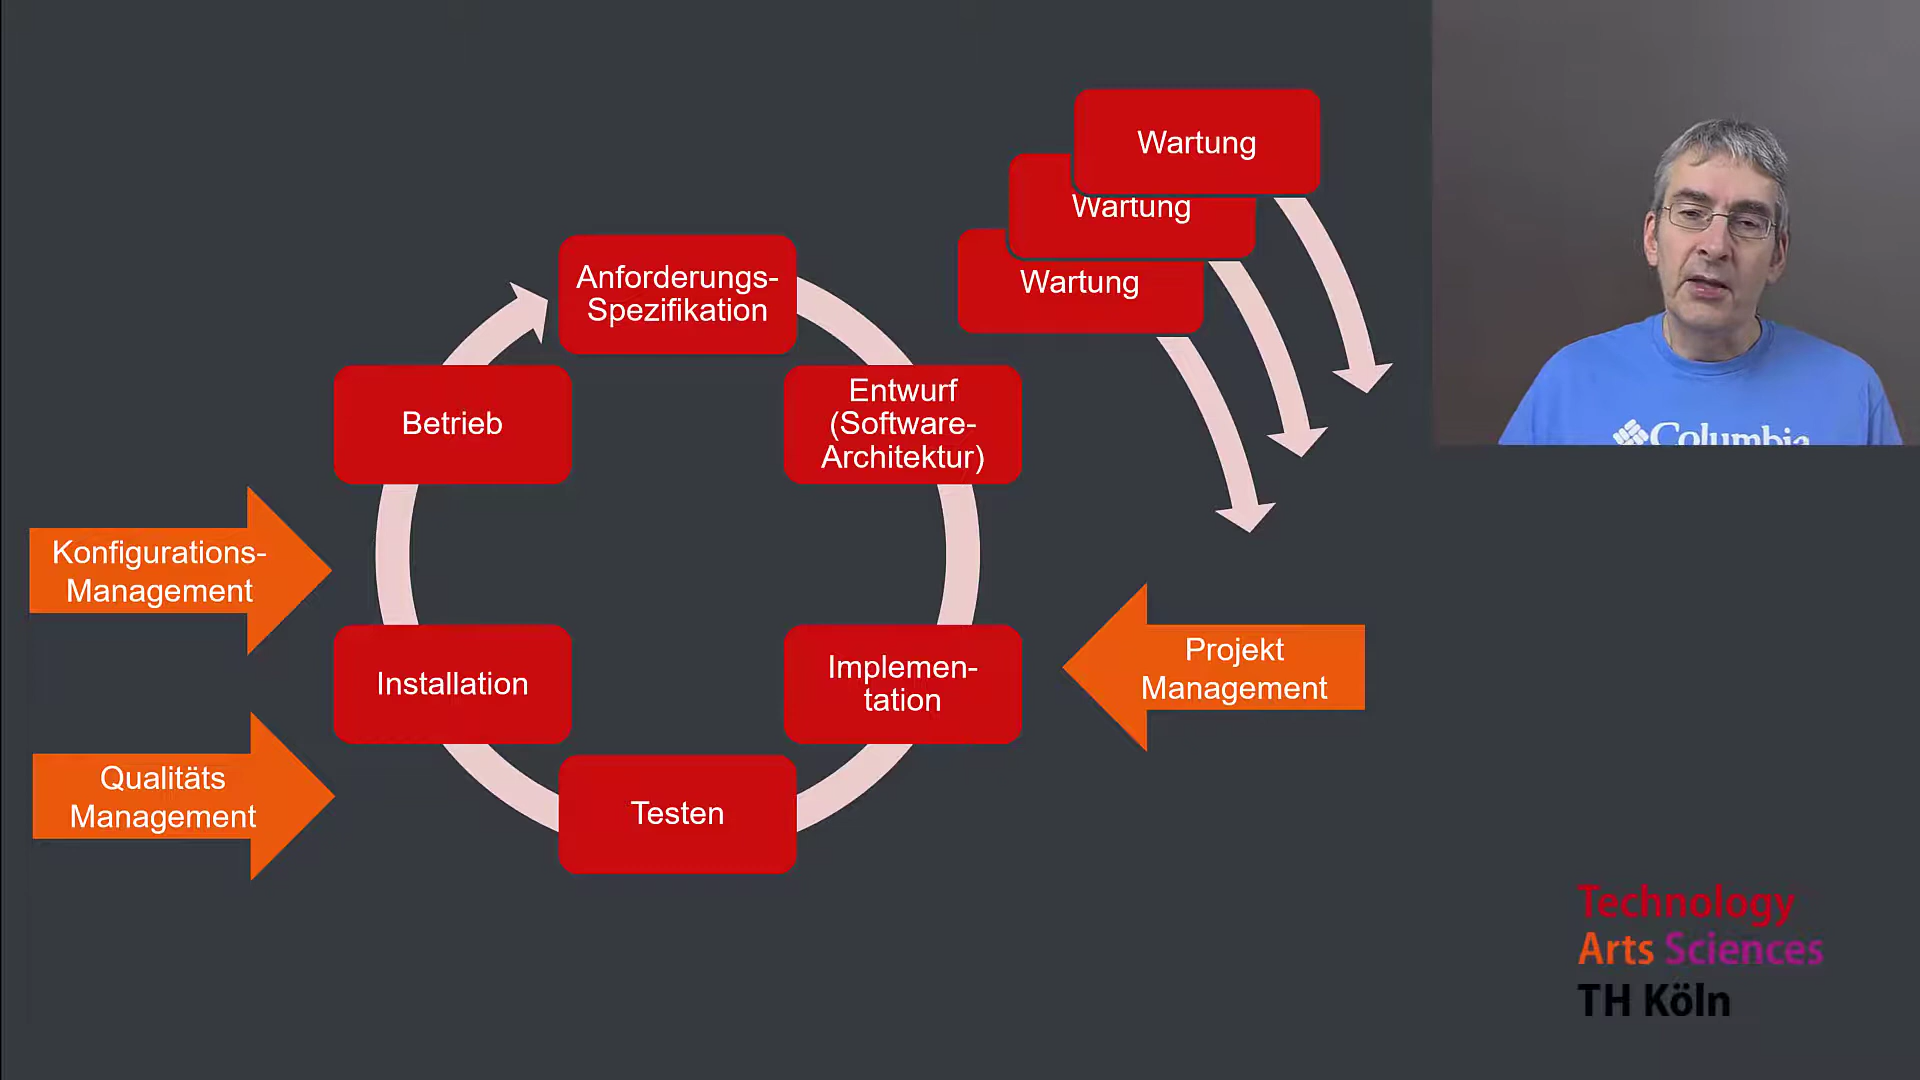 Wartung
Wartung
Wartung
Anforderungs-
Spezifikation
Betrieb
Entwurf
(Software-
Architektur)
Konfigurations-
Management
Installation
Implemen-
tation
Projekt
Management
Qualitäts
Management
Testen
Columbia
Technology
Arts Sciences
TH Köln